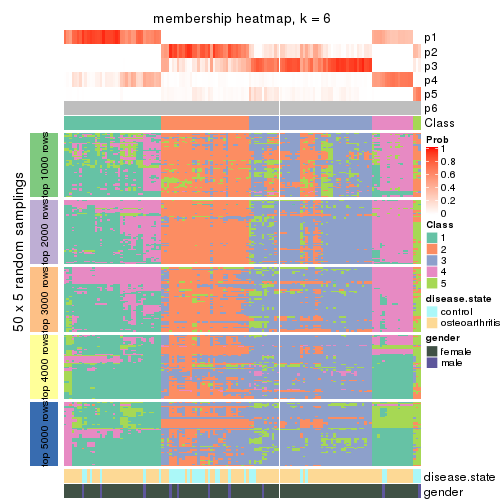 membership heatmap, k = 6
p1
p2
p3
p4
p5
p6
Class
50 x 5 random samplings
top 1000 rows
top 2000 rows
top 3000 rows
top 4000 rows
top 5000 rows
Prob
1
0.8
0.6
0.4
0.2
0
Class
1
2
3
4
5
disease.state
control
osteoarthritis
gender
female
male
disease.state
gender